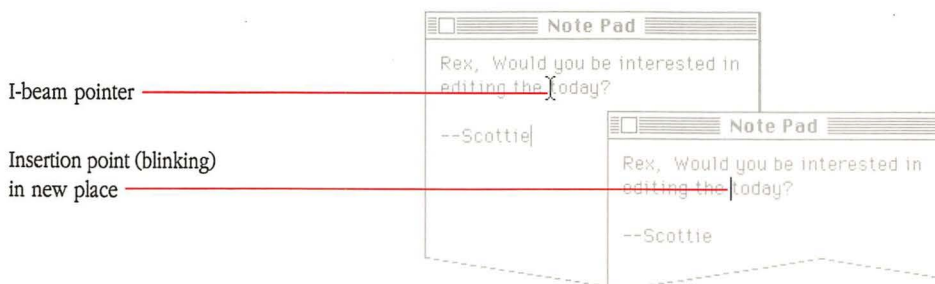 Note Pad
Rex, Would you be interested in
editing the today?
--Scottie
I-beam pointer
Note Pad
Rex, Would you be interested in
editing the today?
--Scottie
Insertion point (blinking)
in new place